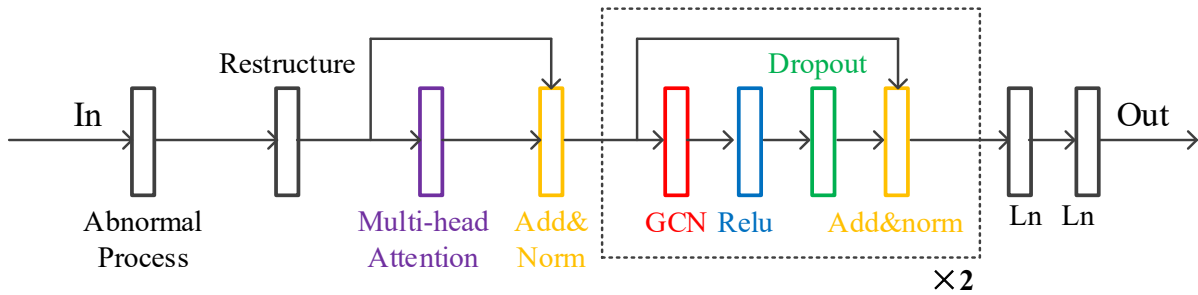 In
Abnormal
Process
Restructure
Multi-head
Attention
Add&
Norm
GCN
Relu
Dropout
Add&norm
×2
Ln
Ln
Out